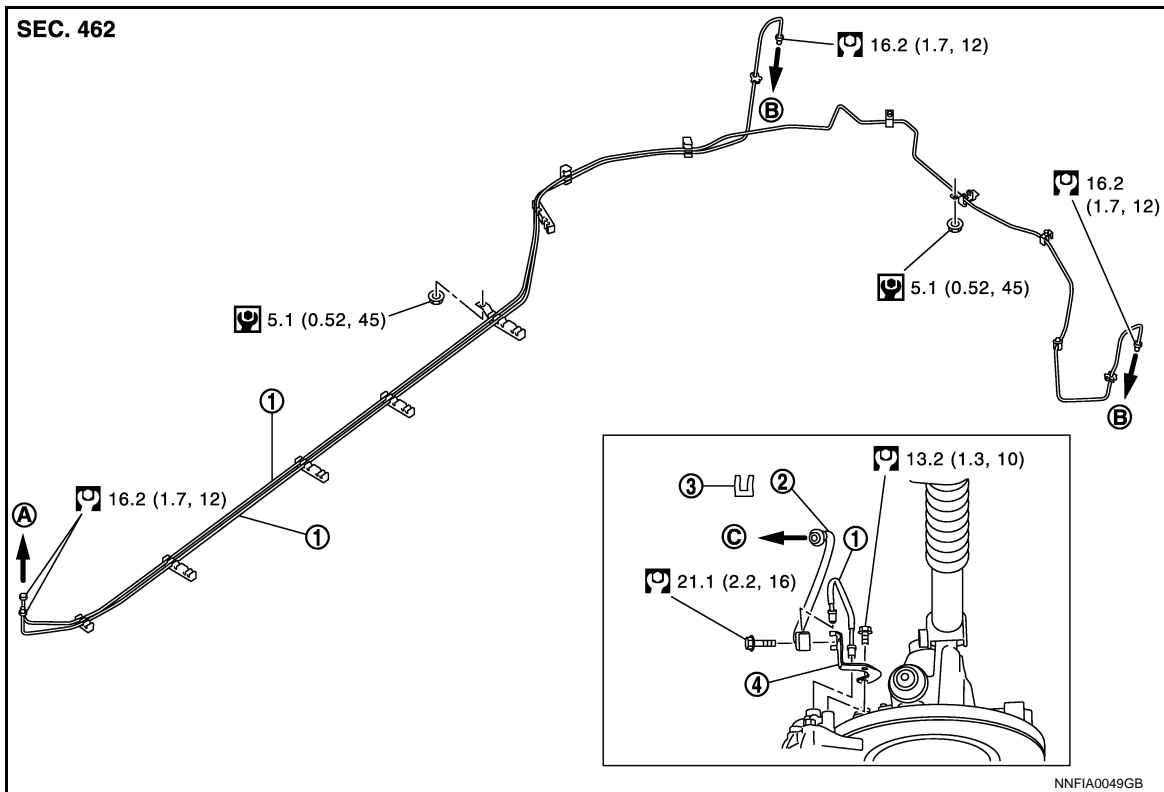 SEC. 462
16.2 (1.7, 12)
B
16.2
(1.7, 12)
5.1 (0.52, 45)
5.1 (0.52, 45)
1
B
13.2 (1.3, 10)
3
2
16.2 (1.7, 12)
A
1
C
1
21.1 (2.2, 16)
4
NNFIA0049GB